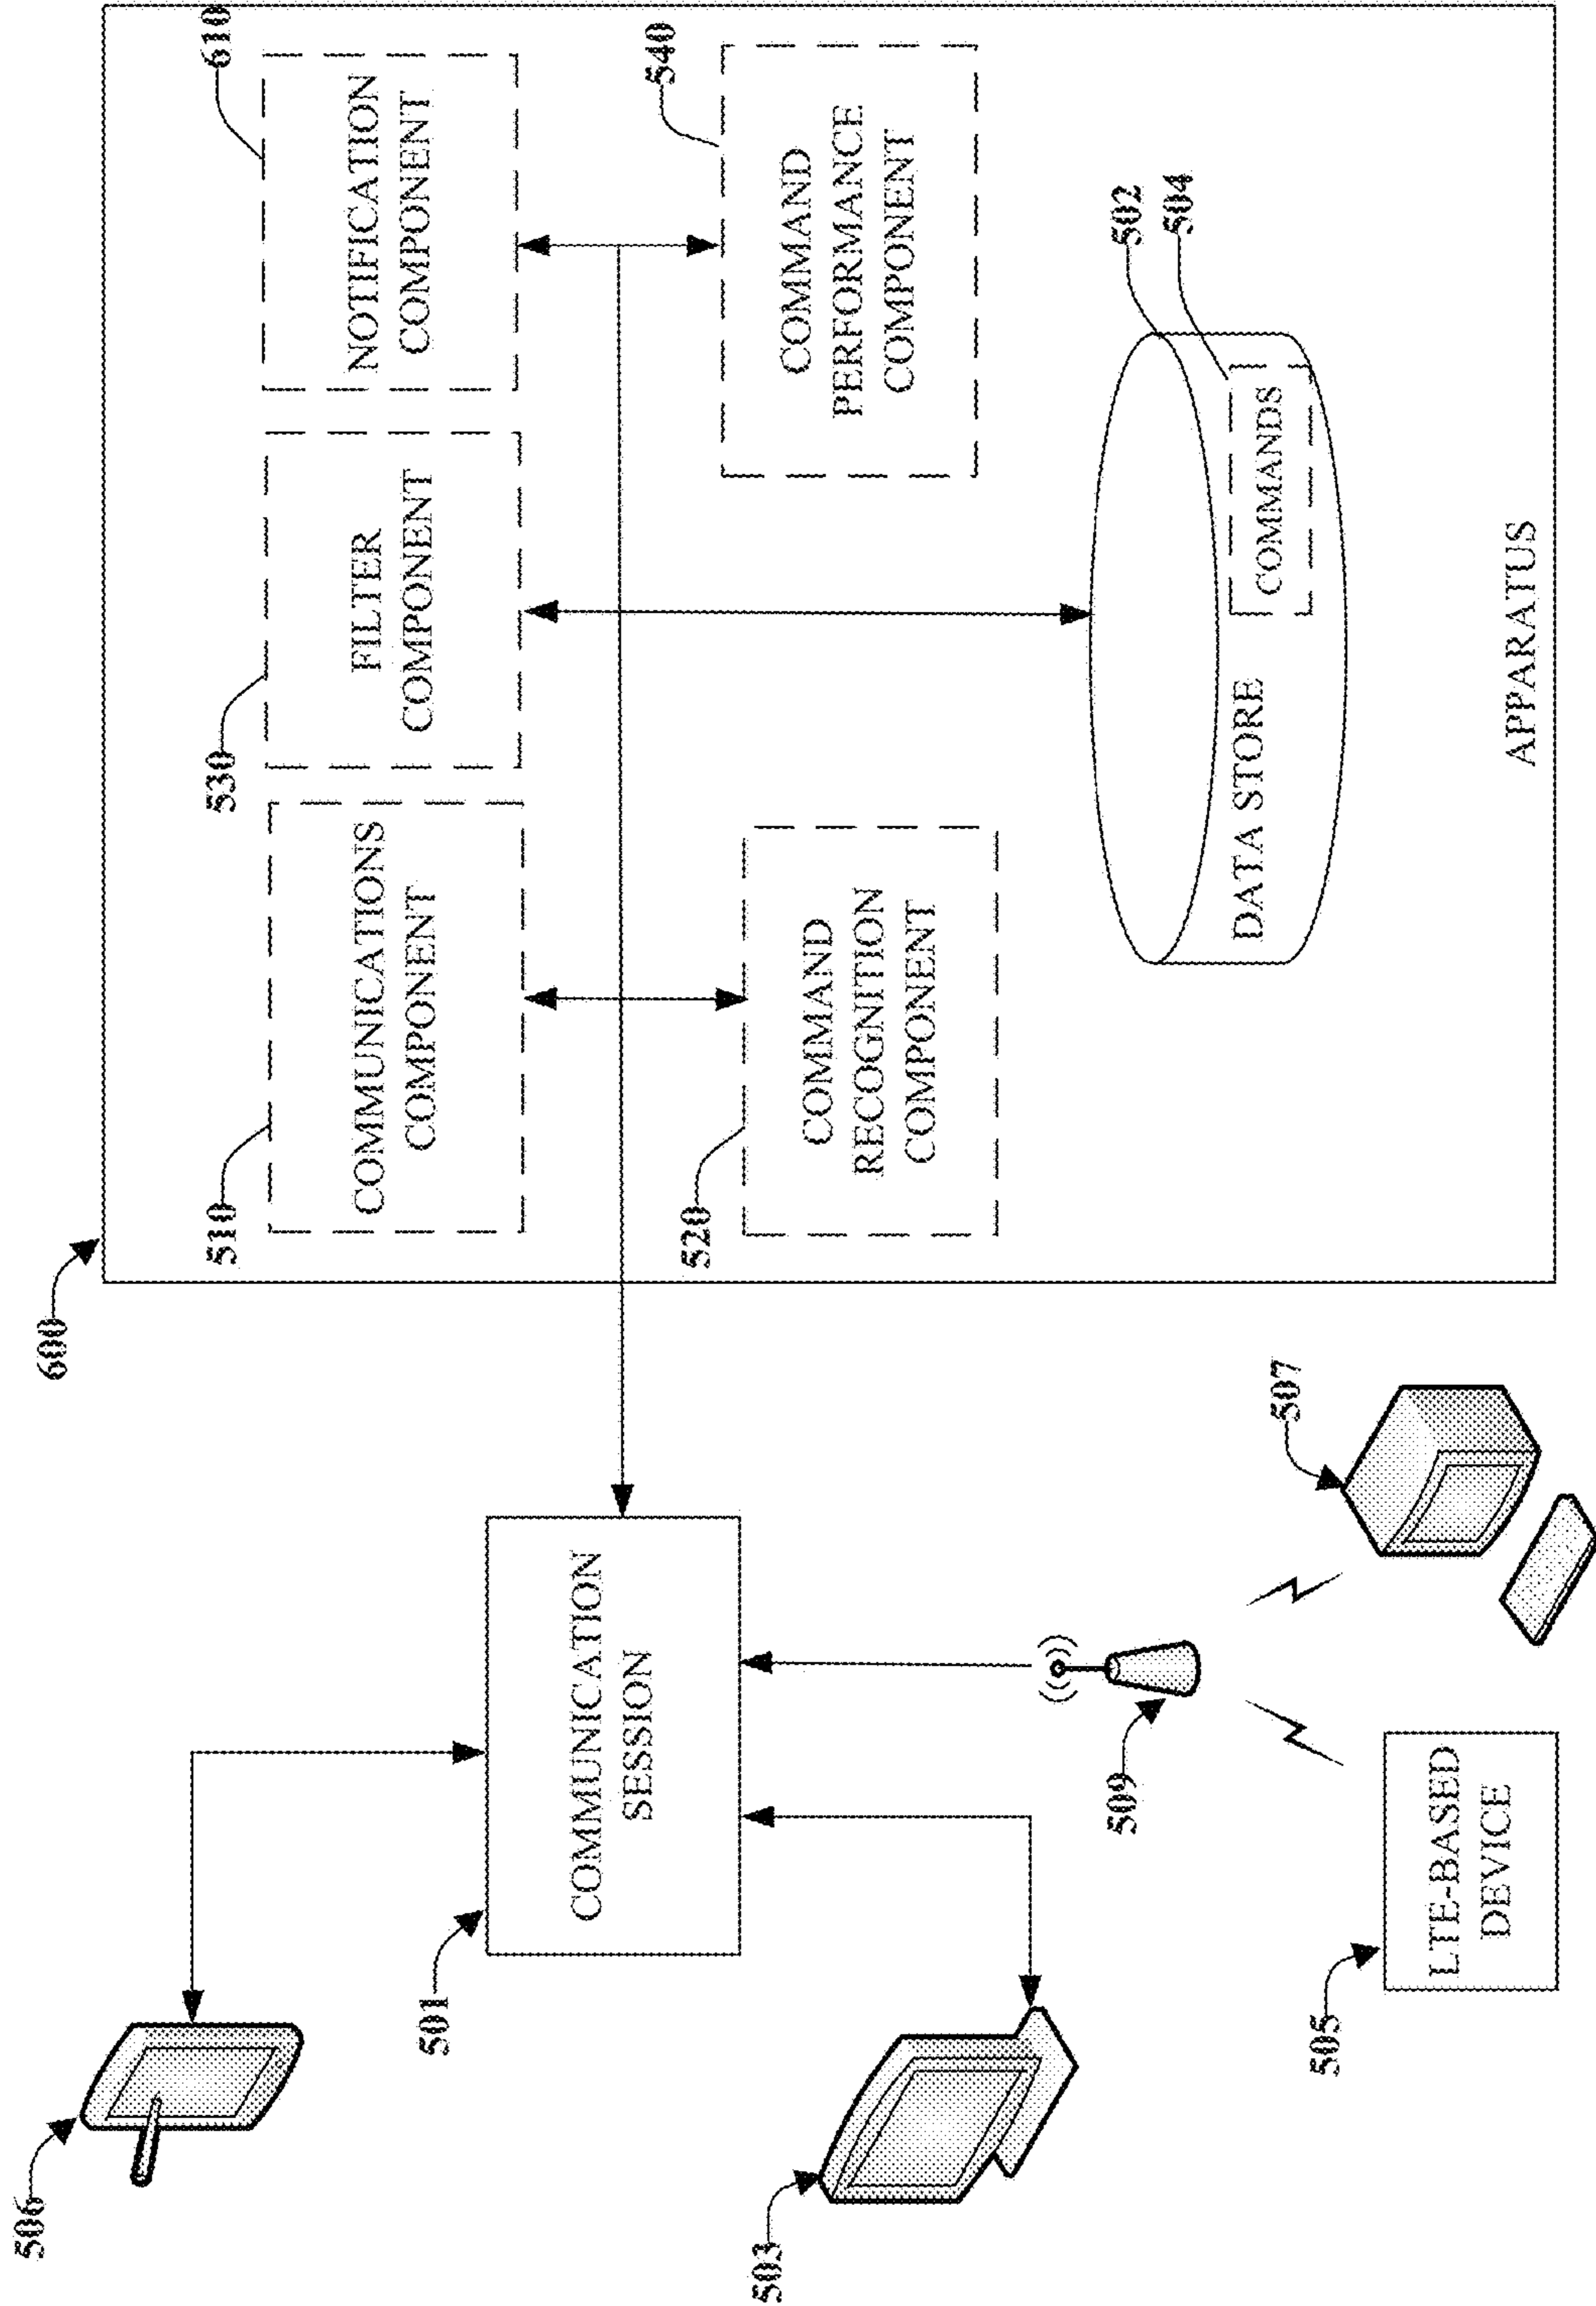 600
510
COMMUNICATIONS
COMPONENT
530
FILTER
COMPONENT
610
NOTIFICATION
COMPONENT
506
501
COMMUNICATION
SESSION
520
COMMAND
RECOGNITION
COMPONENT
540
COMMAND
PERFORMANCE
COMPONENT
503
509
502
504
DATA STORE
COMMANDS
505
LTE-BASED
DEVICE
507
APPARATUS